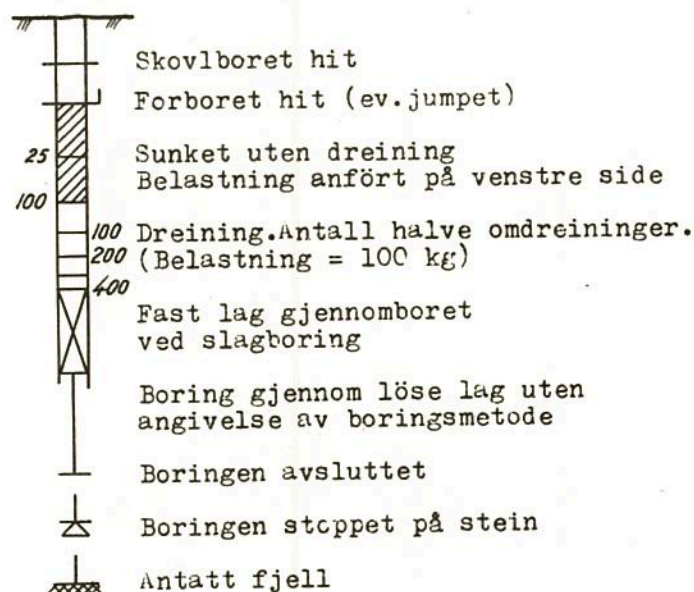 Skovlboret hit
Forboret hit (ev.jumpet)
25 Sunket uten dreining
Belastning anfört på venstre side
100
100 Dreining.Antall halve omdreininger.
200 (Belastning = 100 kg)
400
Fast lag gjennomboret
ved slagboring
Boring gjennom löse lag uten
angivelse av boringsmetode
Boringen avsluttet
Boringen stoppet på stein
Antatt fjell